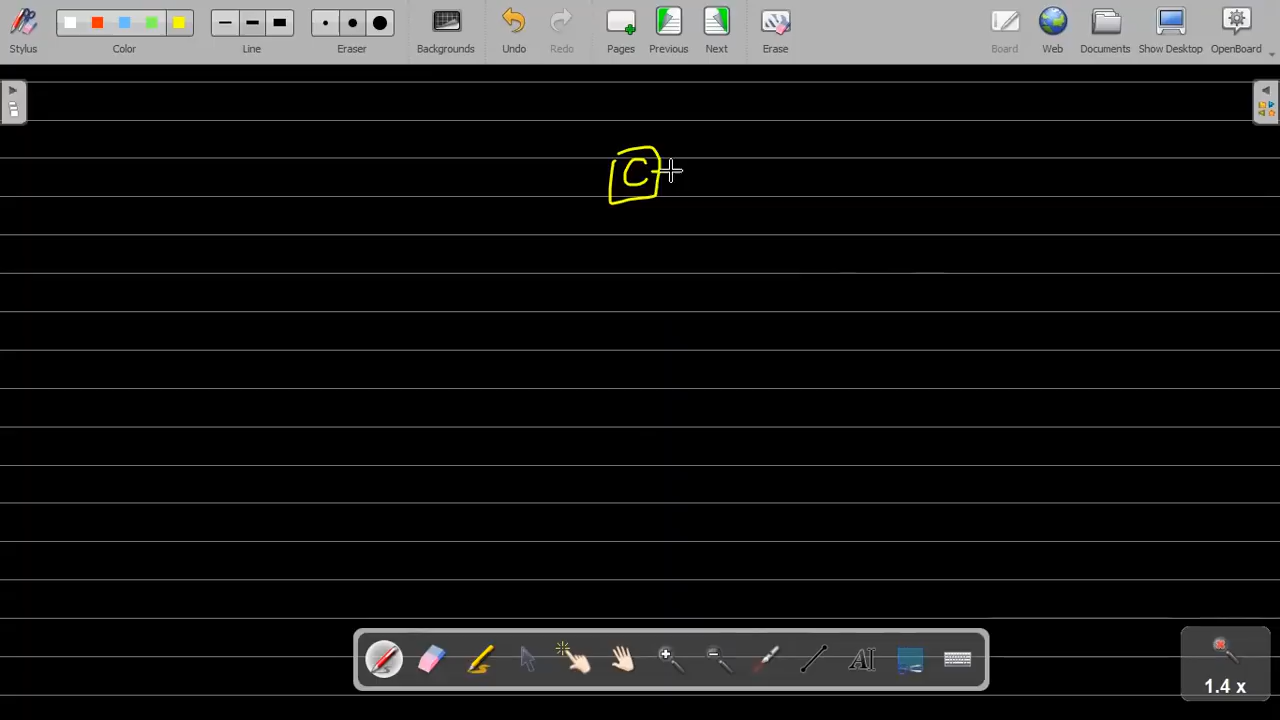 Stylus
Color
Line
Eraser
Backgrounds
Undo
Redo
Pages
Previous
Next
Erase
Board
Web
Documents
Show Desktop
OpenBoard
C
AI
1.4 x